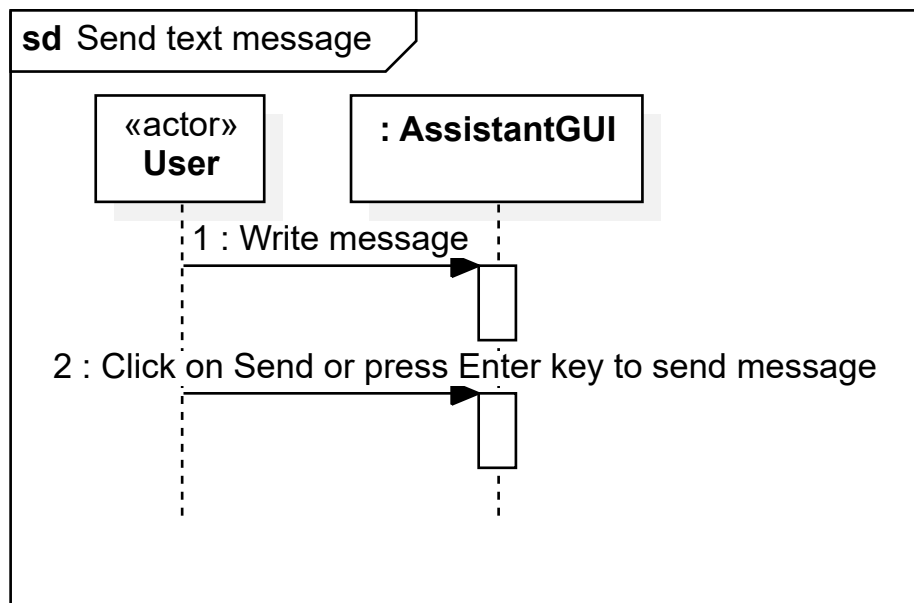 sd Send text message
«actor»
User
: AssistantGUI
1 : Write message
2 : Click on Send or press Enter key to send message